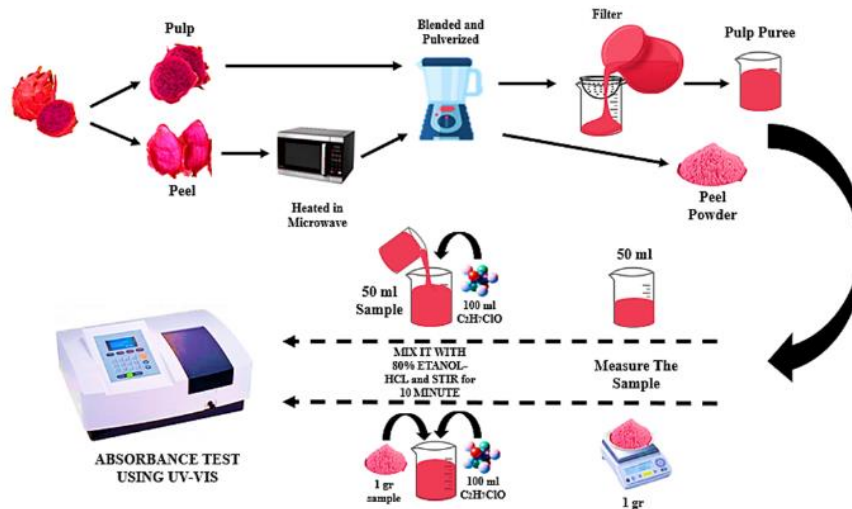 Pulp
Peel
Heated in
Microwave
Blended and
Pulverized
Filter
Pulp Puree
Peel
Powder
50 ml
Sample
100 ml
C2H7ClO
50 ml
MIX IT WITH
80% ETANOL-
HCL and STIR for
10 MINUTE
Measure The
Sample
1 gr
sample
100 ml
C2H7ClO
1 gr
ABSORBANCE TEST
USING UV-VIS